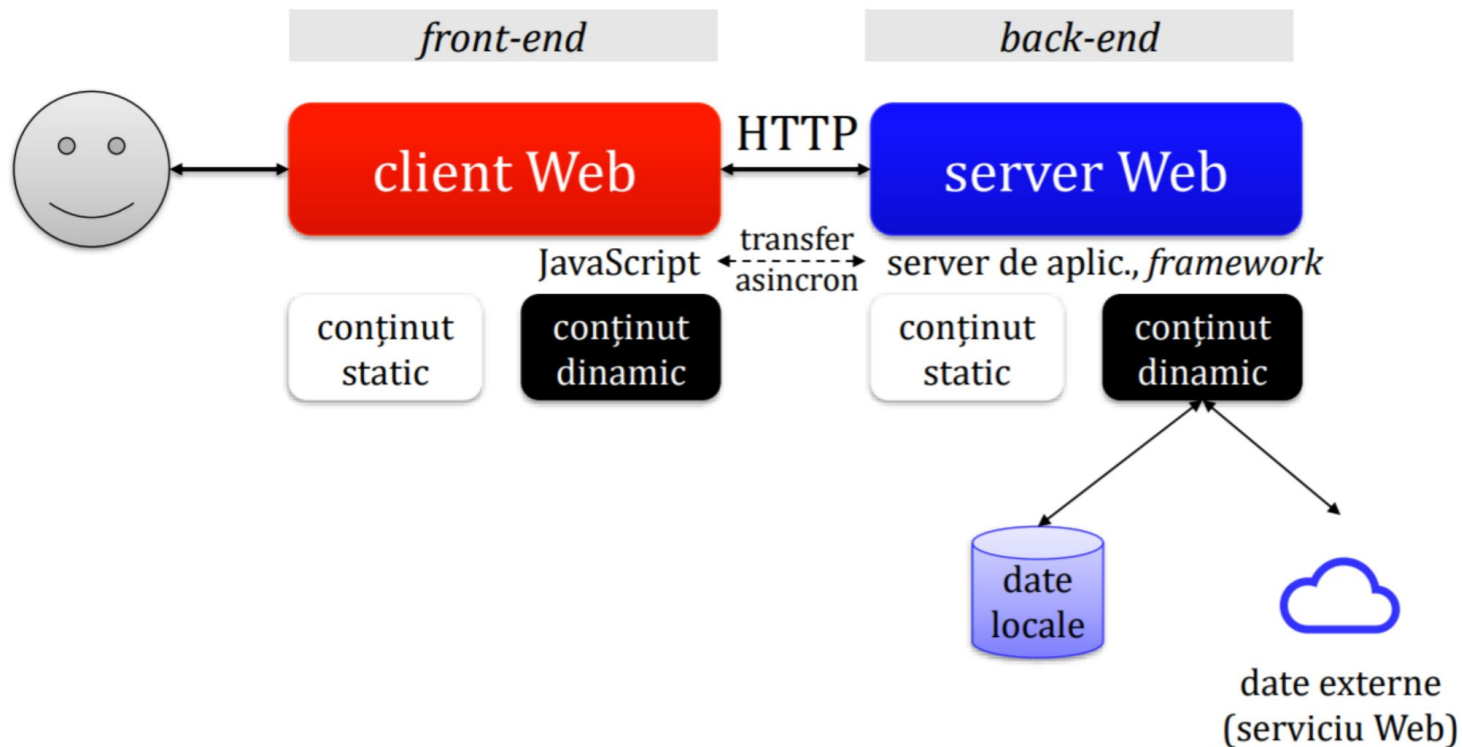 front-end
back-end
client Web
HTTP
server Web
JavaScript
transfer
asincron
server de aplic., framework
conținut
static
conținut
dinamic
conținut
static
conținut
dinamic
date
locale
date externe
(serviciu Web)